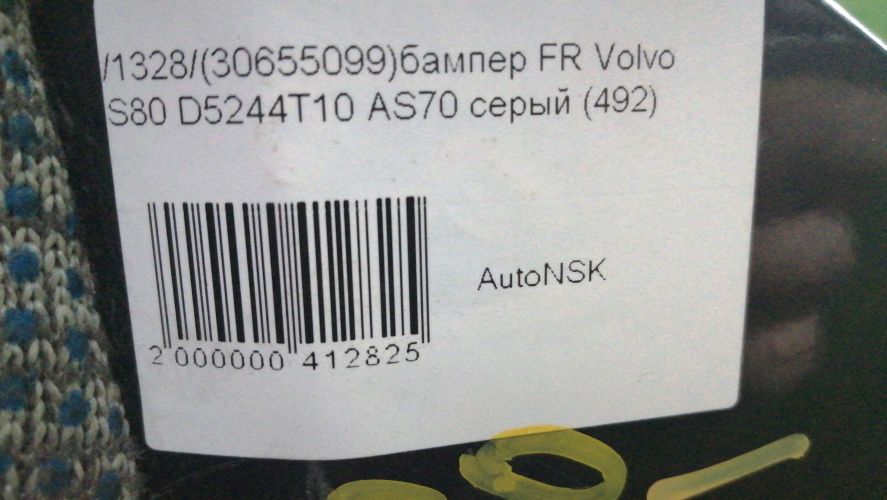 /1328/(30655099)бампер FR Volvo
S80 D5244T10 AS70 серый (492)
AutoNSK
2 000000 412825